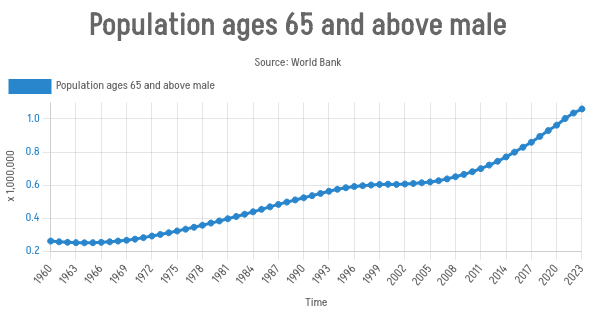 Population ages 65 and above male
Source: World Bank
Population ages 65 and above male
x 1,000,000
1.0
0.8
0.6
0.4
0.2
1960 1963 1966 1969 1972 1975 1978 1981 1984 1987 1990 1993 1996 1999 2002 2005 2008 2011 2014 2017 2020 2023
Time